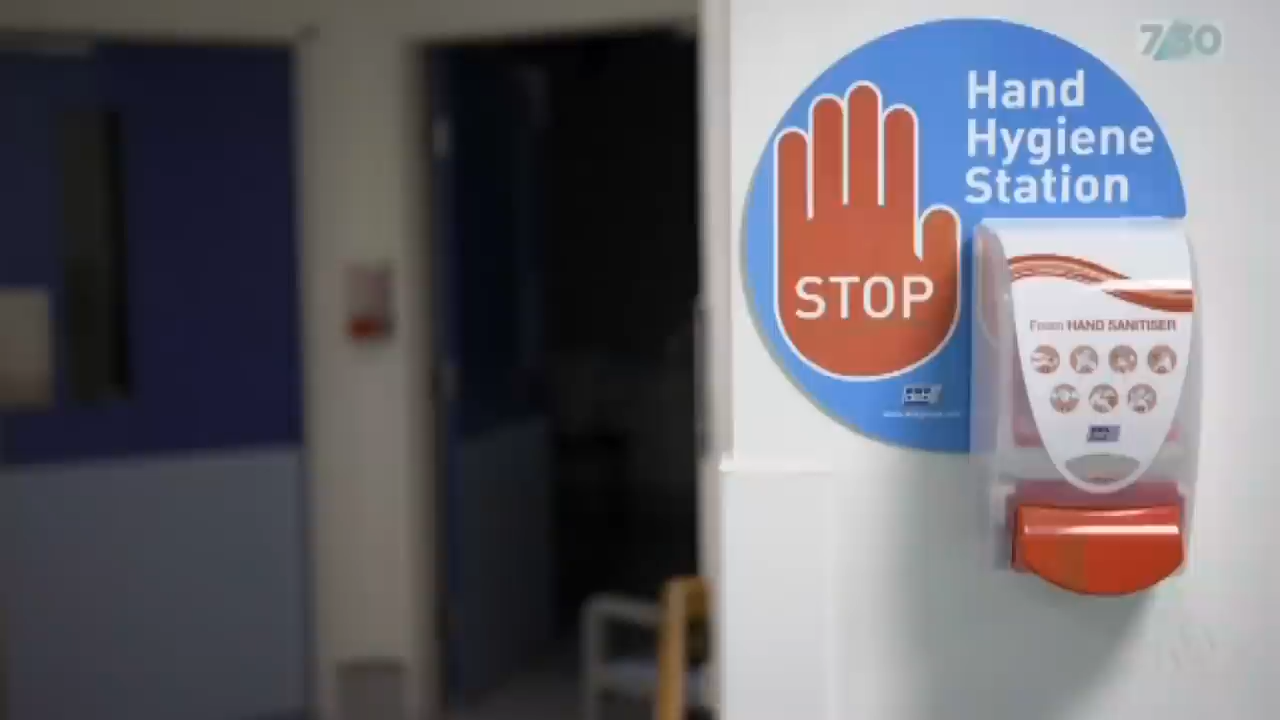 7.30
Hand
Hygiene
Station
STOP
Foam HAND SANITISER